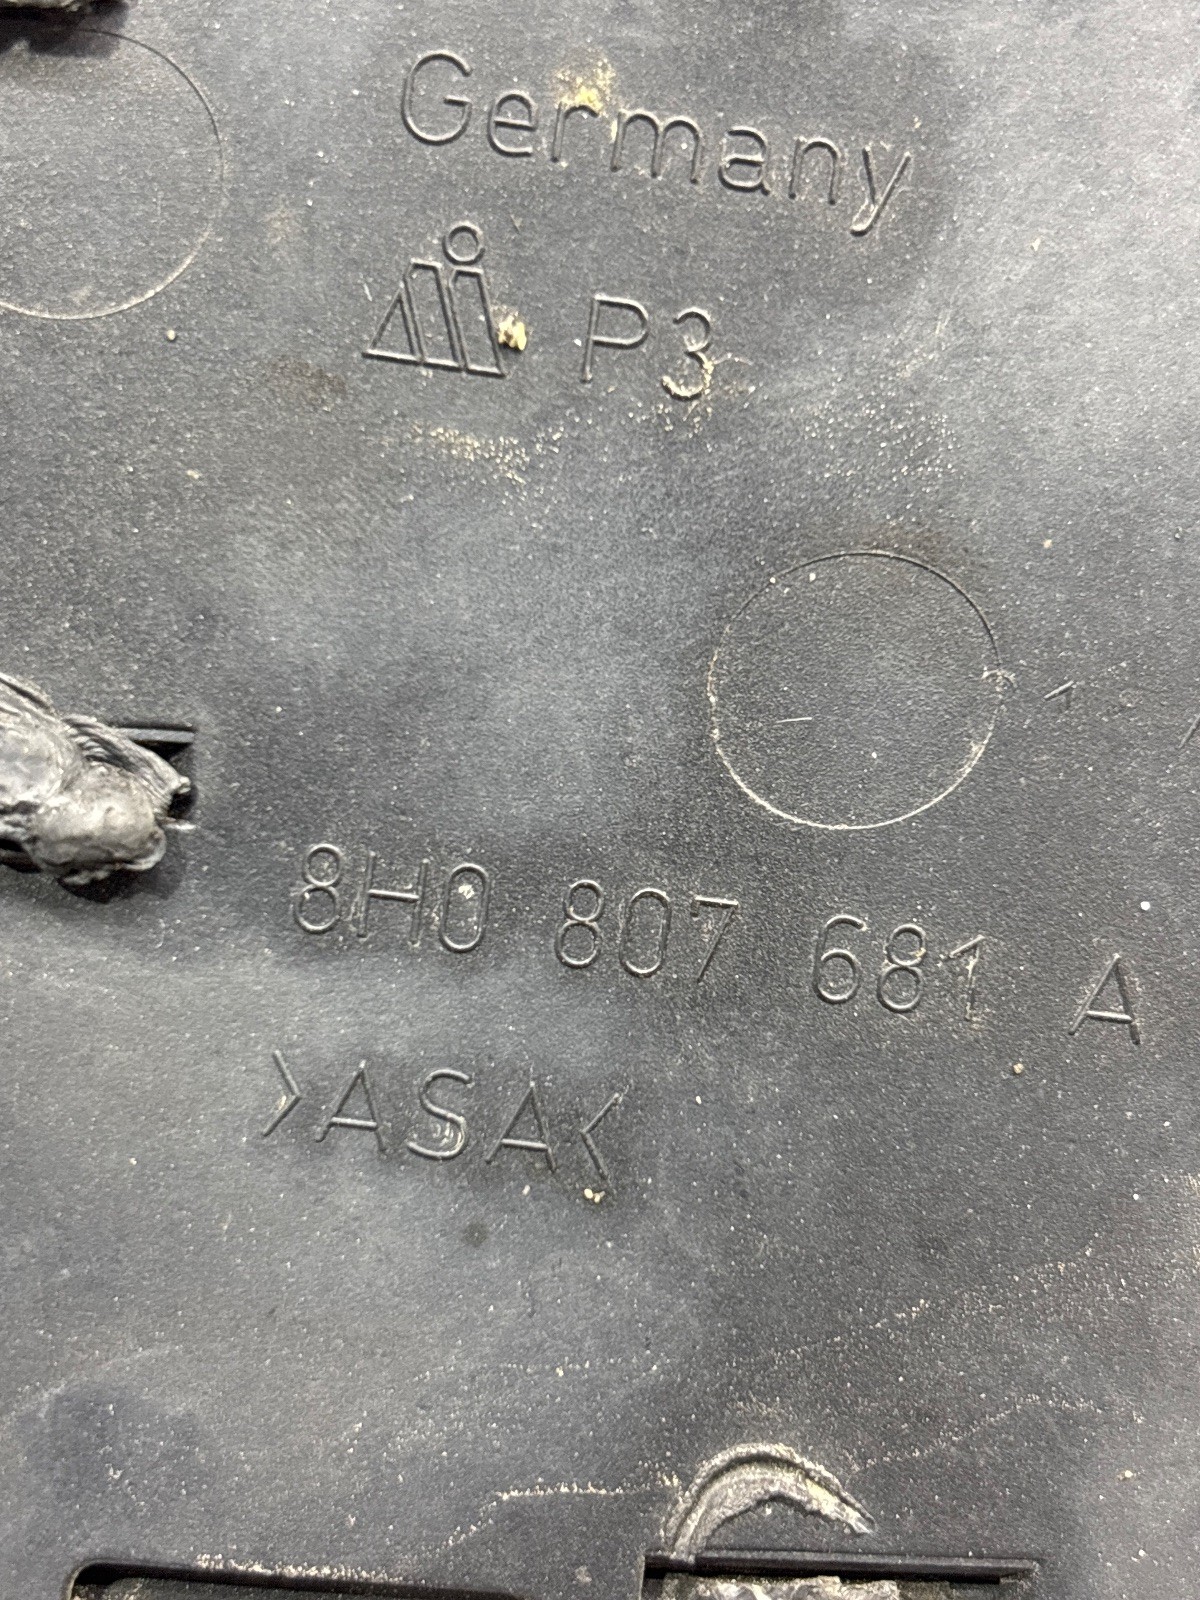 Germany
P3
8H0 807 681 A
>ASA<